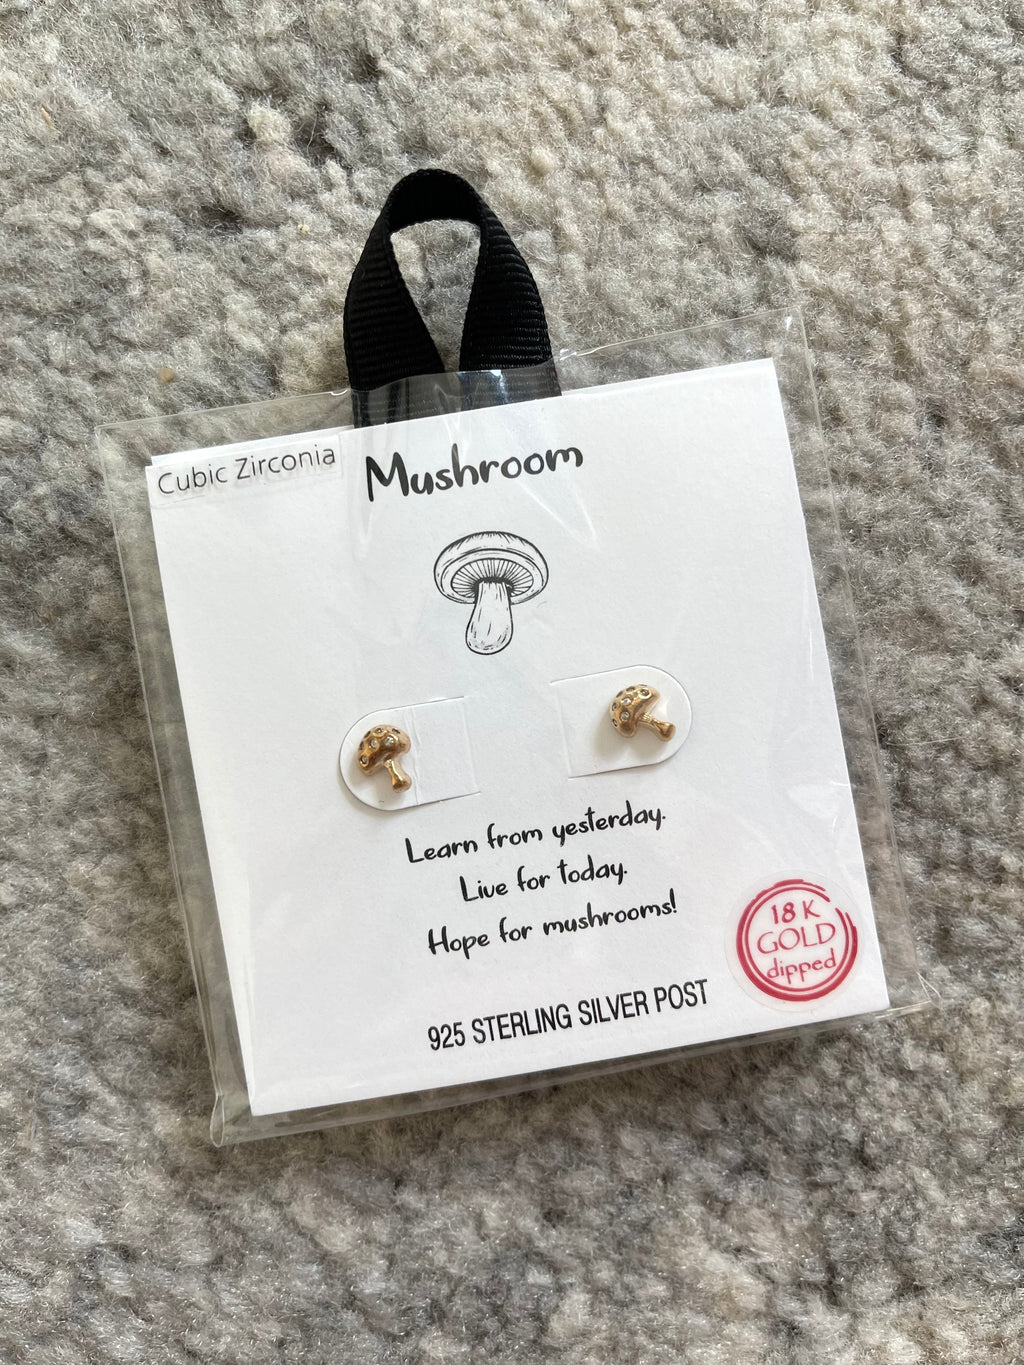 Cubic Zirconia
Mushroom
Learn from yesterday.
Live for today.
Hope for mushrooms!
18 K
GOLD
dipped
925 STERLING SILVER POST